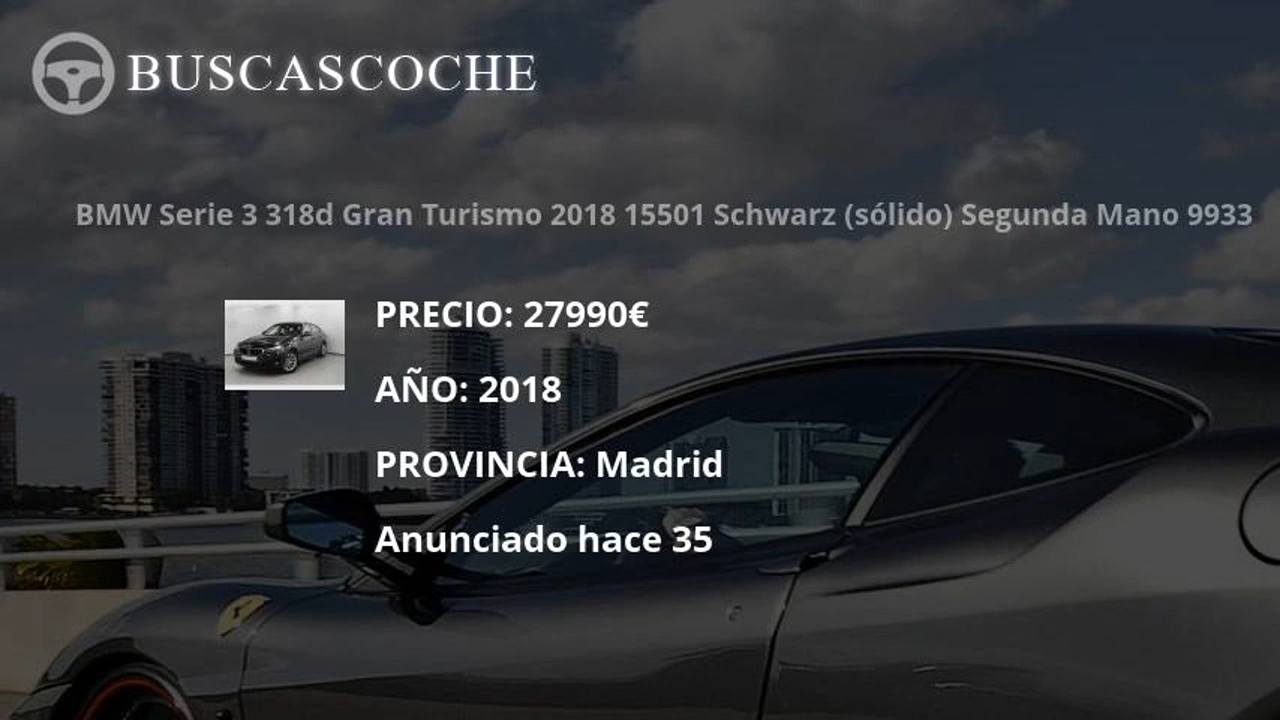 BUSCASCOCHE
BMW Serie 3 318d Gran Turismo 2018 15501 Schwarz (sólido) Segunda Mano 9933
PRECIO: 27990€
AÑO: 2018
PROVINCIA: Madrid
Anunciado hace 35